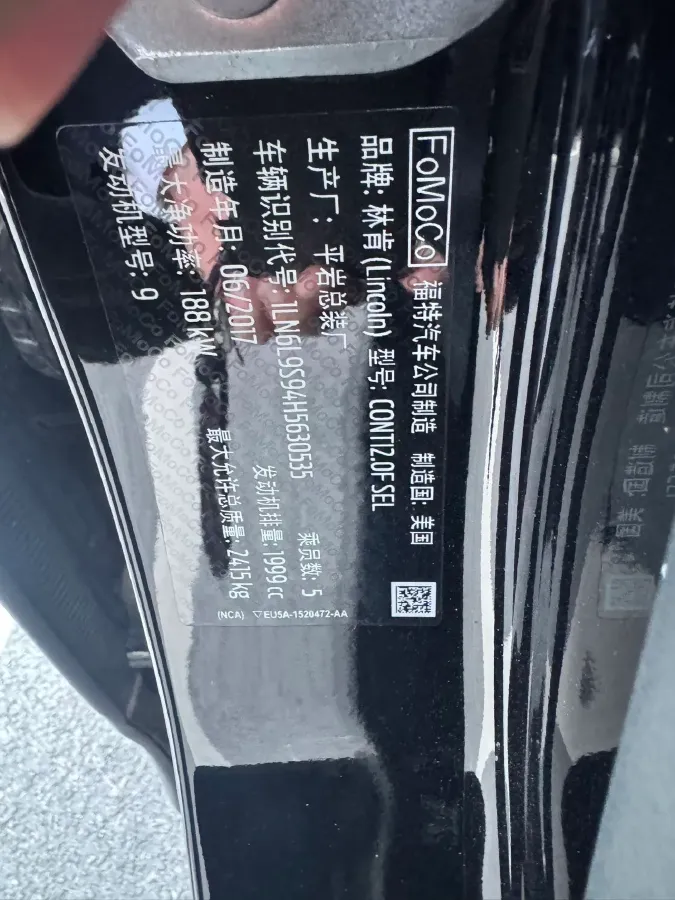 FoMoCo 福特汽车公司制造 制造国: 美国
品牌: 林肯 (Lincoln) 型号: CONT12.0F SEL
生产厂: 平岩总装厂 乘员数: 5
车辆识别代号: 1LN6L9S94H5630535 发动机排量: 1999 cc
制造年月: 06/2017 最大允许总质量: 2415 kg
最大净功率: 188 kW
发动机型号: 9
(NCA) ▽EU5A-1520472-AA